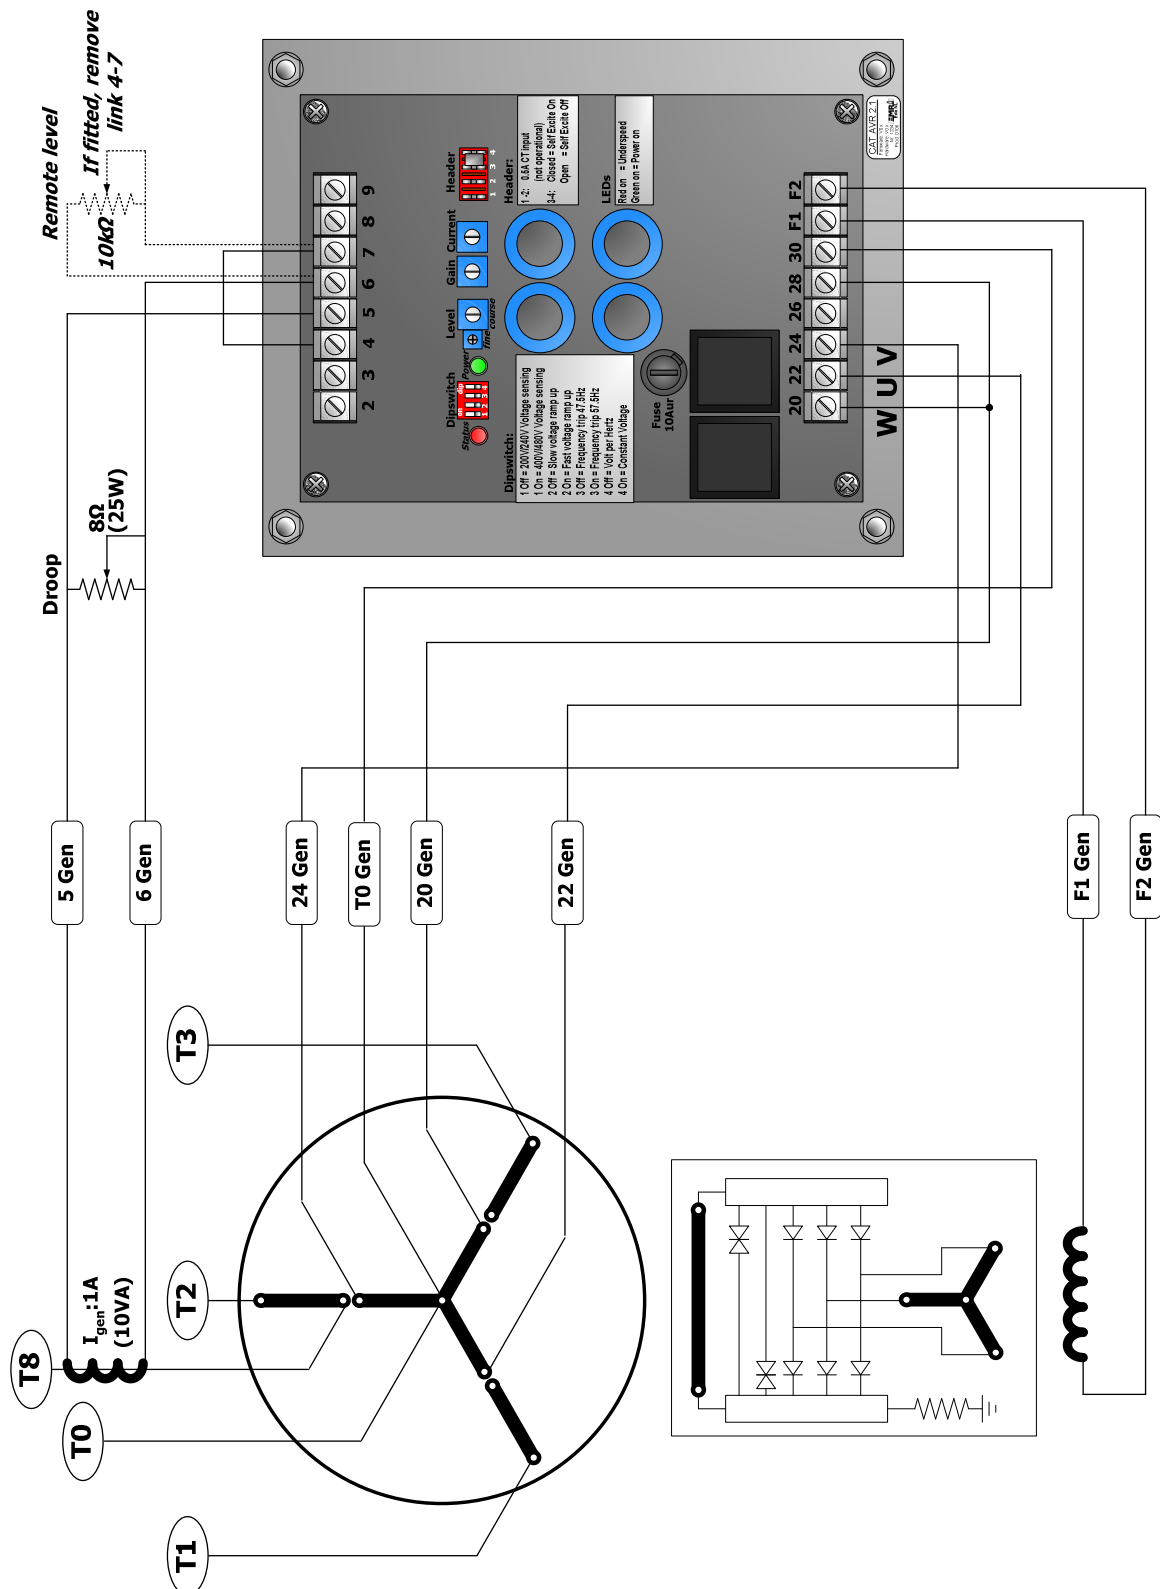 Remote level
If fitted, remove
link 4-7
10kΩ
Droop
8Ω
(25W)
2
3
4
5
6
7
8
9
Status
Dipswitch
on
on
1 2 3 4
Power
Level
fine
course
Gain
Current
Header
1 2 3 4
Dipswitch:
1 Off = 200V/240V Voltage sensing
1 On = 400V/480V Voltage sensing
2 Off = Slow voltage ramp up
2 On = Fast voltage ramp up
3 Off = Frequency trip 47.5Hz
3 On = Frequency trip 57.5Hz
4 Off = Volt per Hertz
4 On = Constant Voltage
Header:
1 -2: 0.6A CT input
(not operational)
3-4: Closed = Self Excite On
Open = Self Excite Off
LEDs
Red on = Underspeed
Green on = Power on
Fuse
10Aur
CAT AVR 2.1
20
22
24
26
28
30
F1
F2
W U V
5 Gen
6 Gen
24 Gen
T0 Gen
20 Gen
22 Gen
F1 Gen
F2 Gen
T3
T2
T8
T0
T1
Igen:1A
(10VA)